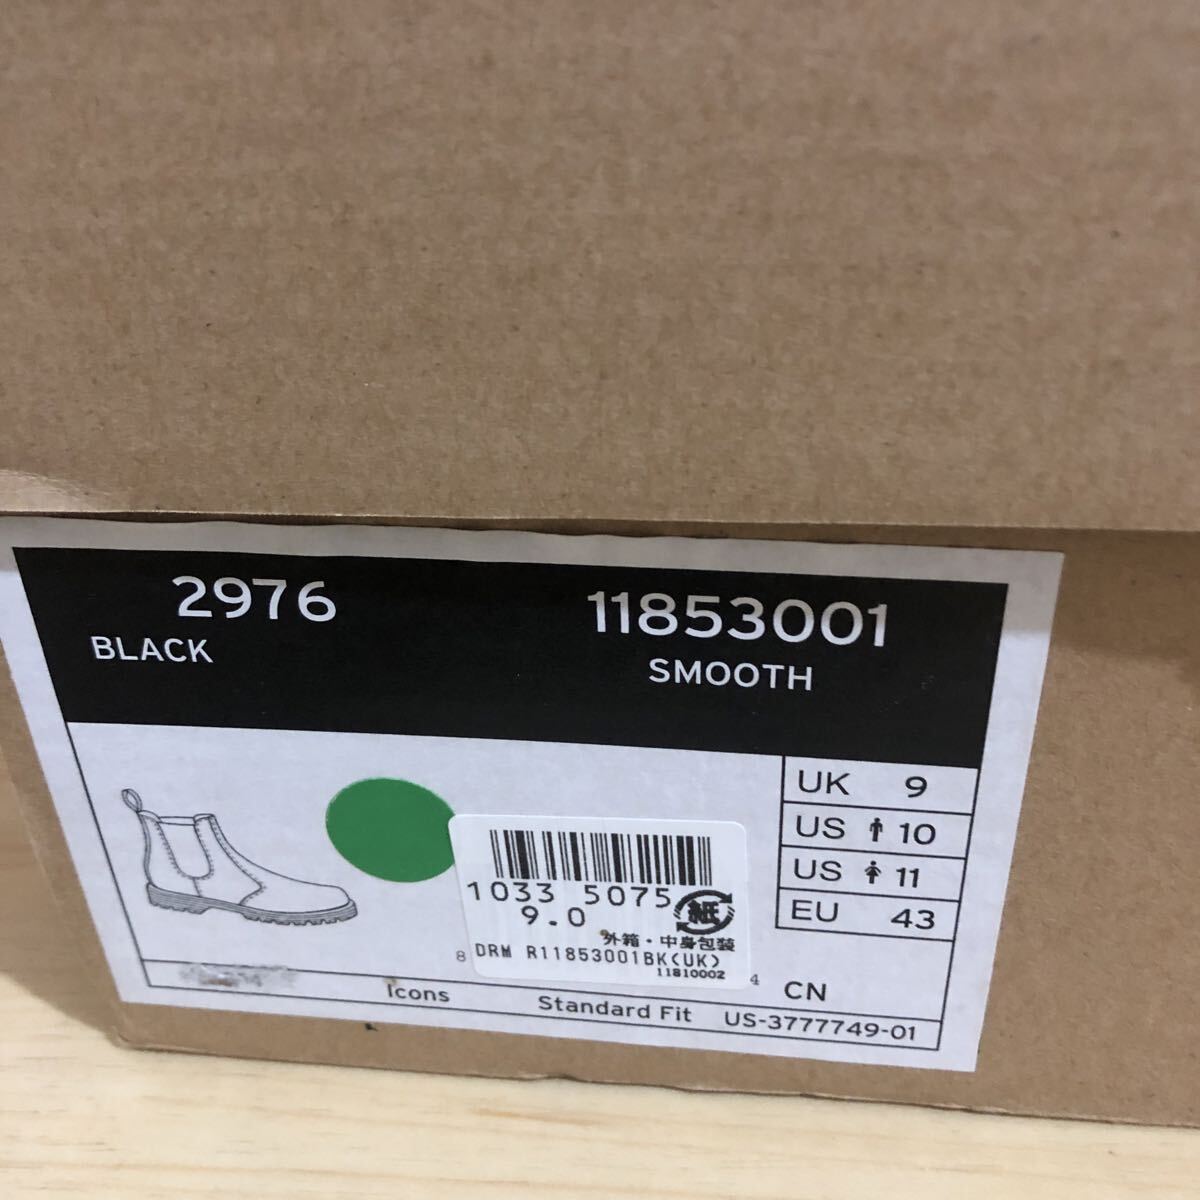 2976
11853001
BLACK
SMOOTH
UK 9
US 10
US 11
EU 43
1033 5075
9.0
紙
外箱・中身包装
DRM R11853001BK(UK)
11810002
8
4
CN
Icons
Standard Fit
US-3777749-01